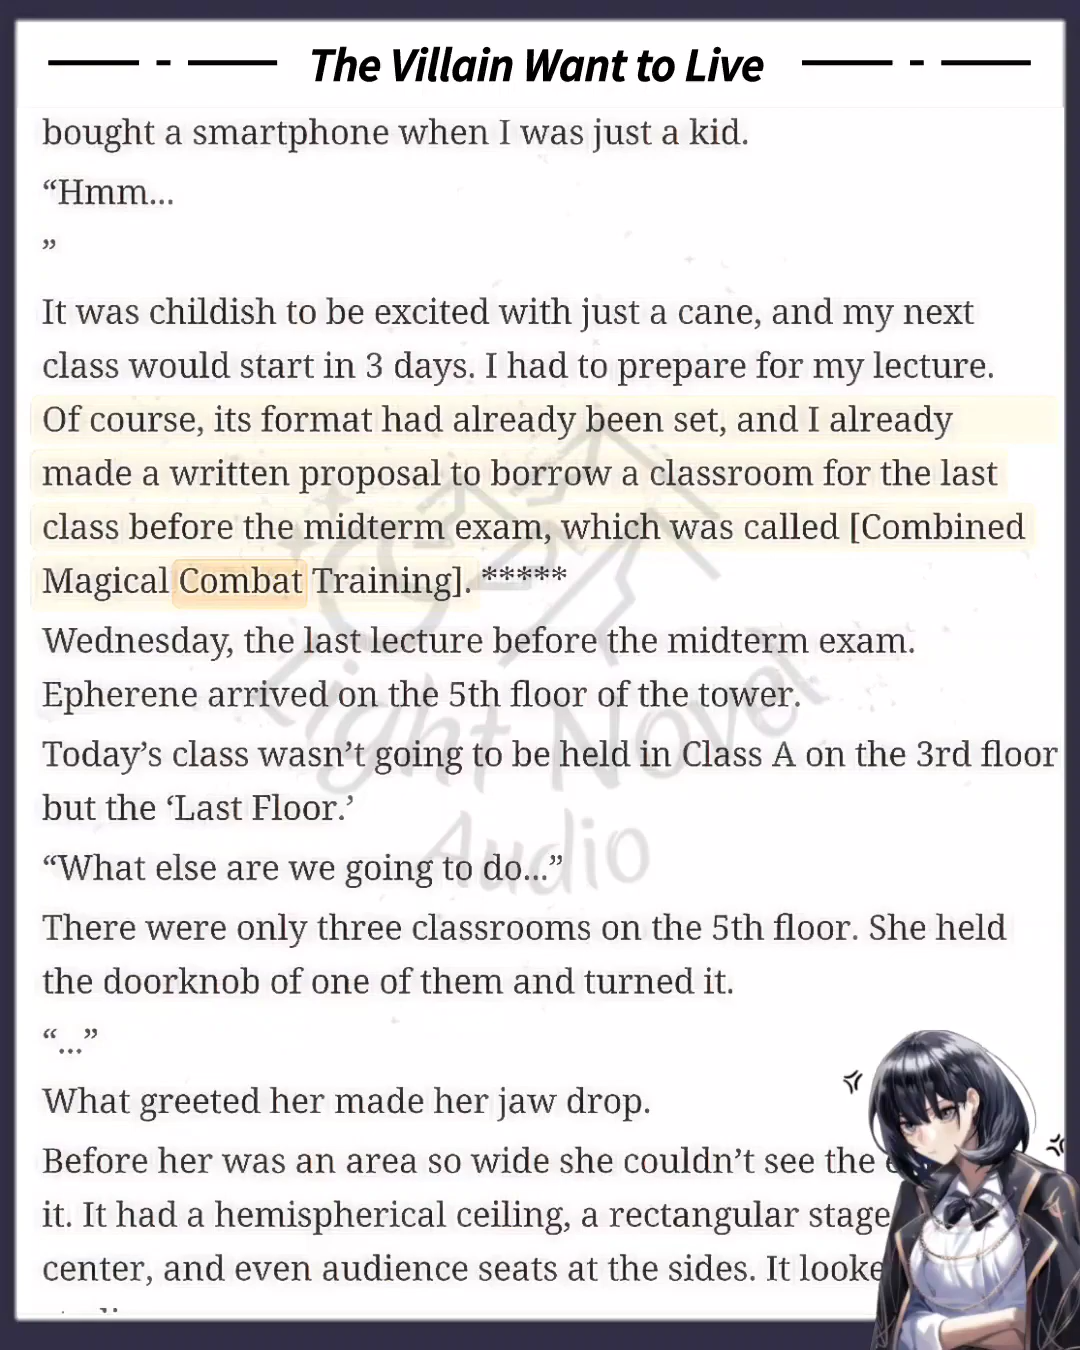 The Villain Want to Live
bought a smartphone when I was just a kid.
“Hmm...
”
It was childish to be excited with just a cane, and my next
class would start in 3 days. I had to prepare for my lecture.
Of course, its format had already been set, and I already
made a written proposal to borrow a classroom for the last
class before the midterm exam, which was called [Combined
Magical Combat Training]. *****
Wednesday, the last lecture before the midterm exam.
Epherene arrived on the 5th floor of the tower.
Today’s class wasn’t going to be held in Class A on the 3rd floor
but the ‘Last Floor.’
“What else are we going to do...”
There were only three classrooms on the 5th floor. She held
the doorknob of one of them and turned it.
“...”
What greeted her made her jaw drop.
Before her was an area so wide she couldn’t see the
it. It had a hemispherical ceiling, a rectangular stage
center, and even audience seats at the sides. It looke
Light Novel
Audio